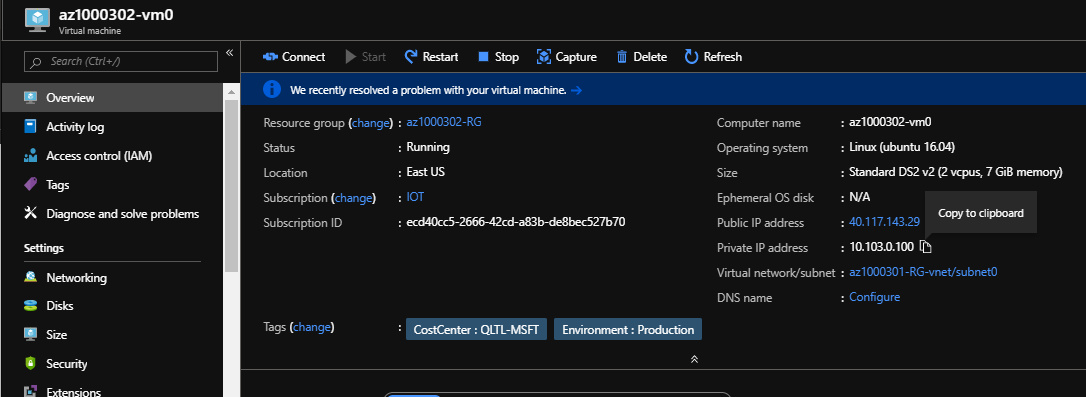 az1000302-vm0
Virtual machine
Search (Ctrl+/)
«
Overview
Activity log
Access control (IAM)
Tags
Diagnose and solve problems
Settings
Networking
Disks
Size
Security
Extensions
Connect Start Restart Stop Capture Delete Refresh
We recently resolved a problem with your virtual machine. →
Resource group (change) : az1000302-RG
Status : Running
Location : East US
Subscription (change) : IOT
Subscription ID : ecd40cc5-2666-42cd-a83b-de8bec527b70
Computer name : az1000302-vm0
Operating system : Linux (ubuntu 16.04)
Size : Standard DS2 v2 (2 vcpus, 7 GiB memory)
Ephemeral OS disk : N/A
Public IP address : 40.117.143.29
Copy to clipboard
Private IP address : 10.103.0.100
Virtual network/subnet : az1000301-RG-vnet/subnet0
DNS name : Configure
Tags (change) : CostCenter : QLTL-MSFT Environment : Production